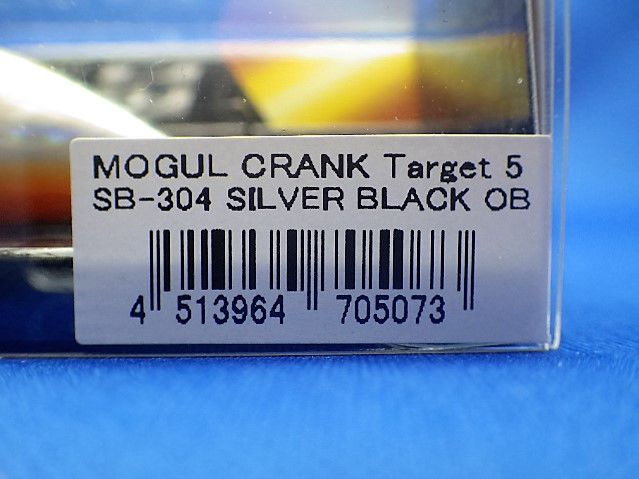 MOGUL CRANK Target 5
SB-304 SILVER BLACK OB
4 513964 705073